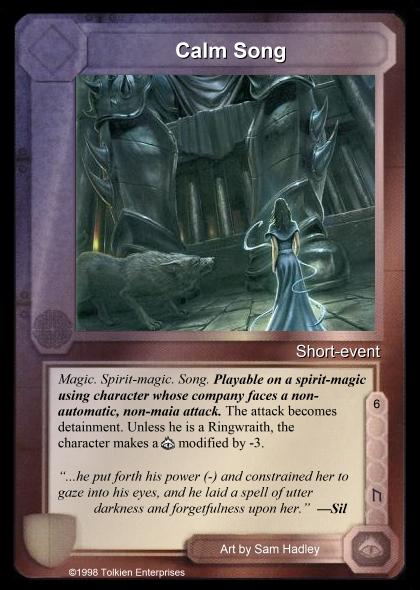 Calm Song
Short-event
Magic. Spirit-magic. Song. Playable on a spirit-magic
using character whose company faces a non-
automatic, non-maia attack. The attack becomes
detainment. Unless he is a Ringwraith, the
character makes a modified by -3.
6
“...he put forth his power (-) and constrained her to
gaze into his eyes, and he laid a spell of utter
darkness and forgetfulness upon her.” —Sil
Art by Sam Hadley
©1998 Tolkien Enterprises